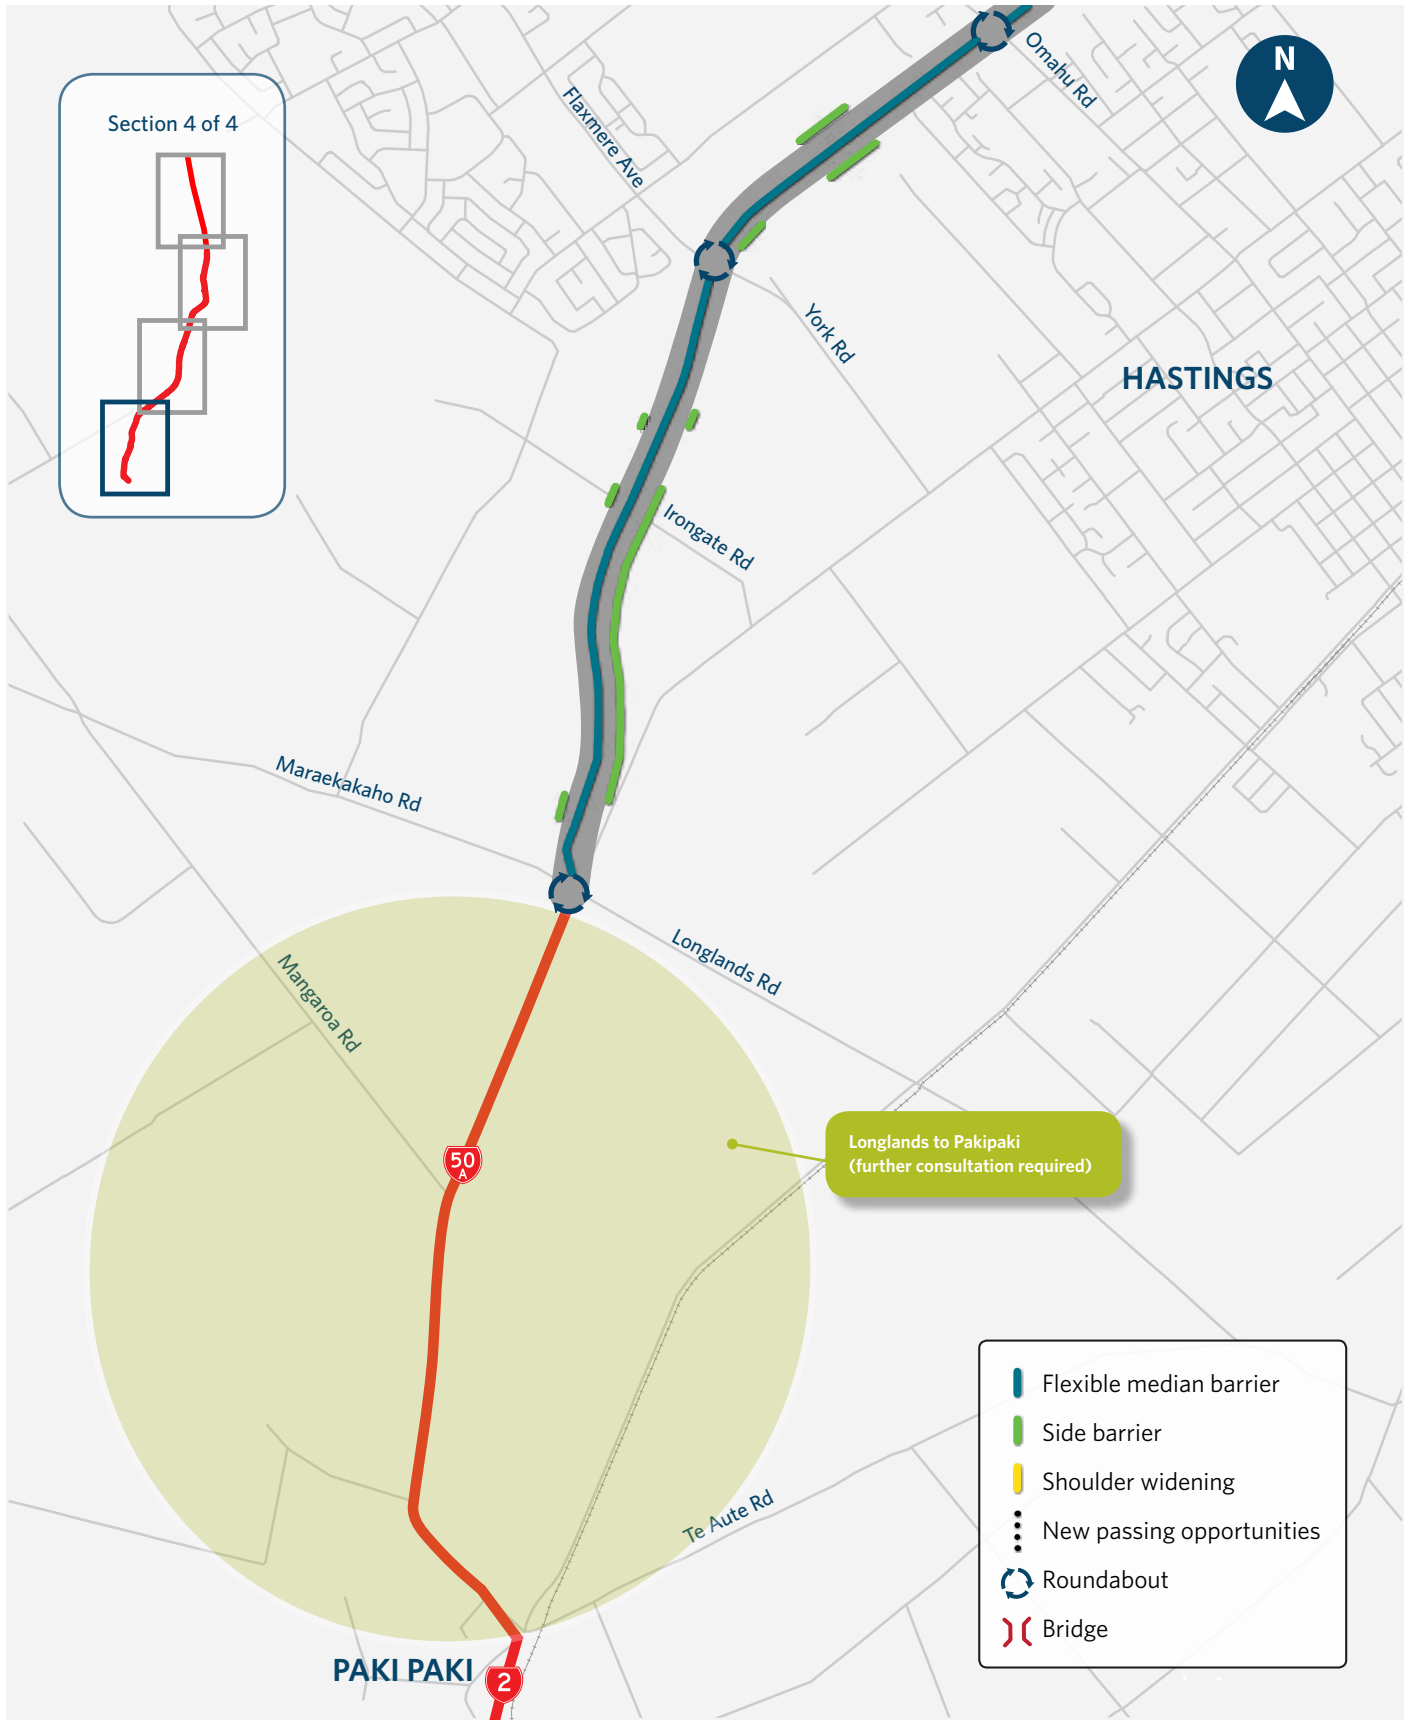 N
Section 4 of 4
Omahu Rd
Flaxmere Ave
York Rd
HASTINGS
Irongate Rd
Maraekakaho Rd
Longlands Rd
Mangaroa Rd
50
A
Longlands to Pakipaki
(further consultation required)
Te Aute Rd
PAKI PAKI
2
Flexible median barrier
Side barrier
Shoulder widening
New passing opportunities
Roundabout
Bridge